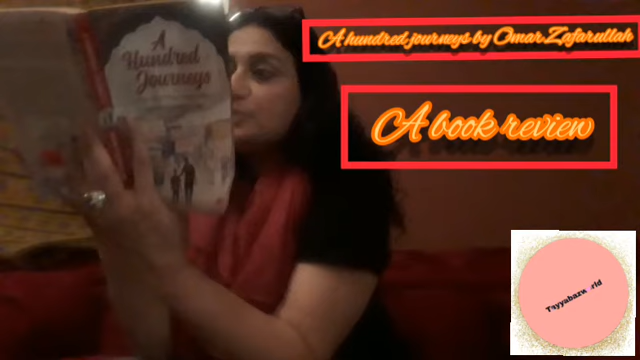 A hundred journeys by Omar Zafarullah
A book review
A
Hundred
Journeys